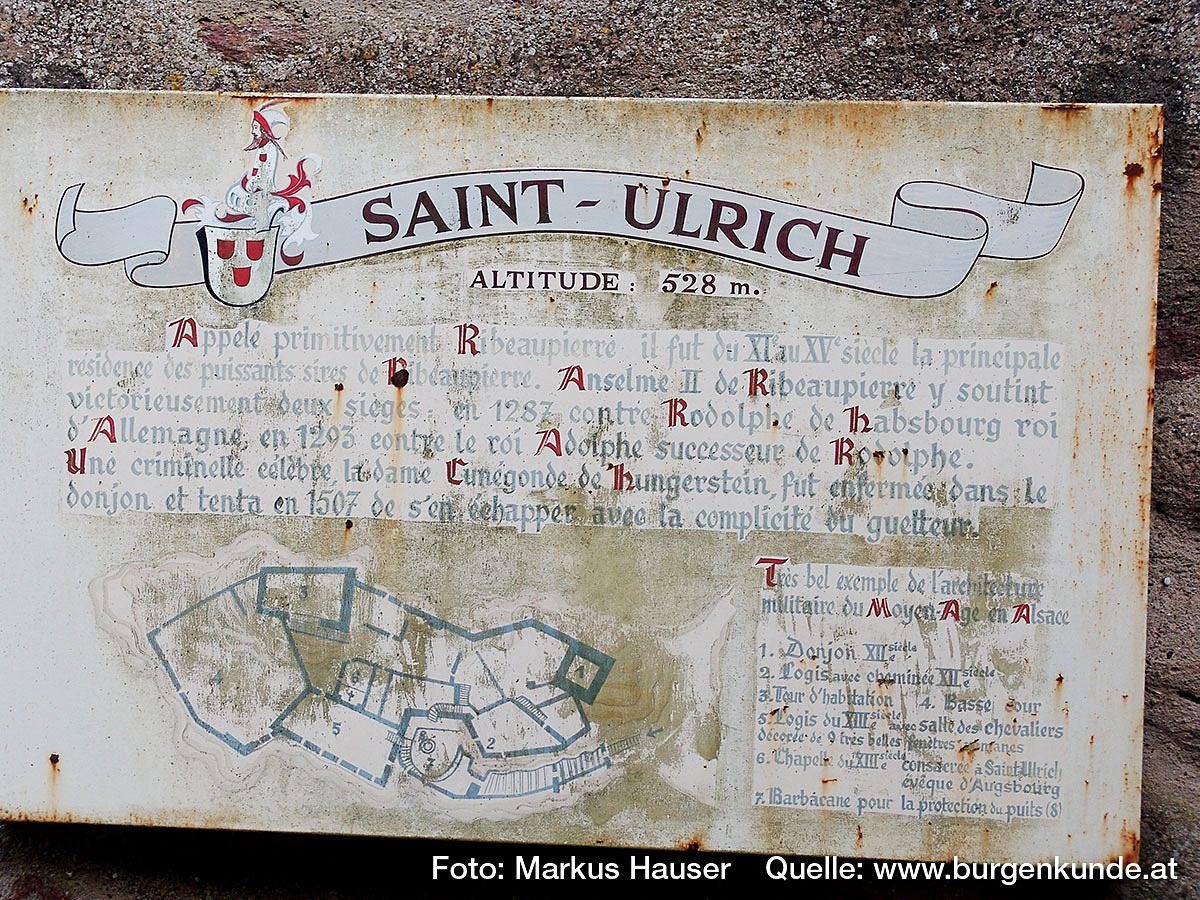 SAINT - ULRICH
ALTITUDE : 528 m.
Appelé primitivement Ribeaupierre, il fut du XIe au XVe siècle la principale
résidence des puissants sires de Ribeaupierre. Anselme II de Ribeaupierre y soutint
victorieusement deux sièges: en 1287 contre Rodolphe de habsbourg roi
d'Allemagne, en 1293 contre le roi Adolphe successeur de Rodolphe.
Une criminelle célèbre, la dame Cunégonde de hungerstein, fut enfermée dans le
donjon et tenta en 1507 de s'en échapper avec la complicité du guetteur.
Très bel exemple de l'architecture
militaire du Moyen-Age en Alsace
1. Donjon XIIe siècle
2. Logis avec cheminée XIIe siècle
3. Tour d'habitation 4. Basse cour
5. Logis du XIIIe siècle avec salle des chevaliers
décorée de 9 très belles fenêtres romanes
6. Chapelle du XIIIe siècle consacrée à Saint Ulrich
évêque d'Augsbourg
7. Barbacane pour la protection du puits (8)
3
4
6
5
2
1
Foto: Markus Hauser Quelle: www.burgenkunde.at